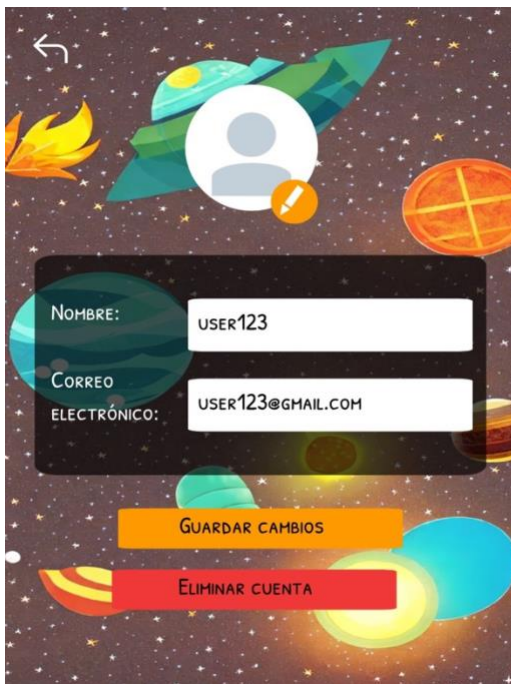 Nombre:
user123
Correo
electrónico:
user123@gmail.com
Guardar cambios
Eliminar cuenta